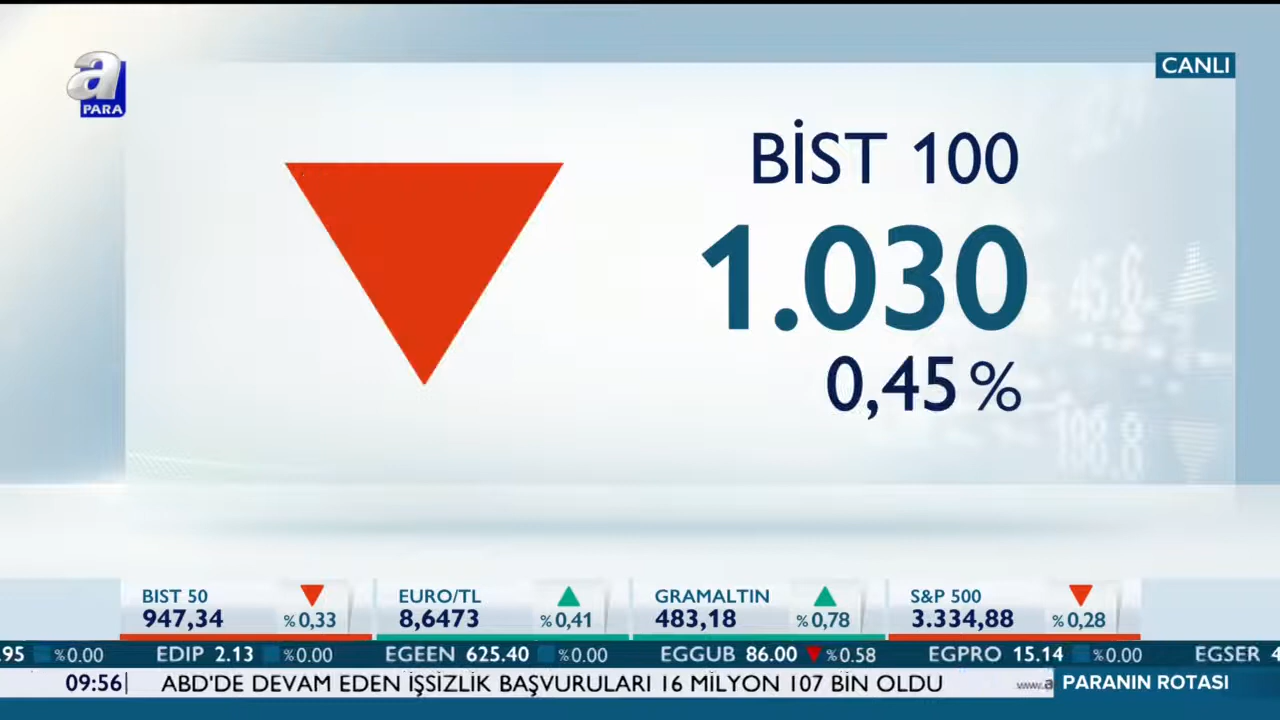 a
PARA
CANLI
BİST 100
1.030
0,45 %
BIST 50
947,34
%0,33
EURO/TL
8,6473
%0,41
GRAMALTIN
483,18
%0,78
S&P 500
3.334,88
%0,28
.95 %0.00 EDIP 2.13 %0.00 EGEEN 625.40 %0.00 EGGUB 86.00 %0.58 EGPRO 15.14 %0.00 EGSER 4
09:56 ABD'DE DEVAM EDEN İŞSİZLİK BAŞVURULARI 16 MİLYON 107 BİN OLDU www.a PARANIN ROTASI